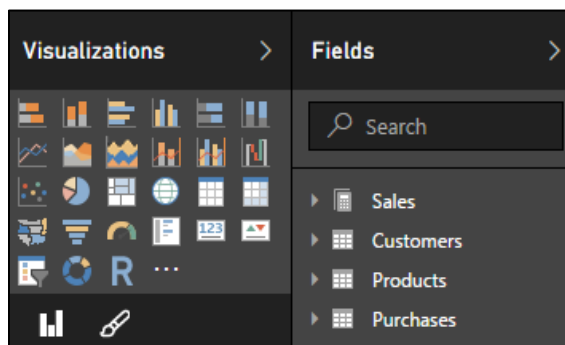 Visualizations
Fields
Search
Sales
Customers
Products
123
R
Purchases